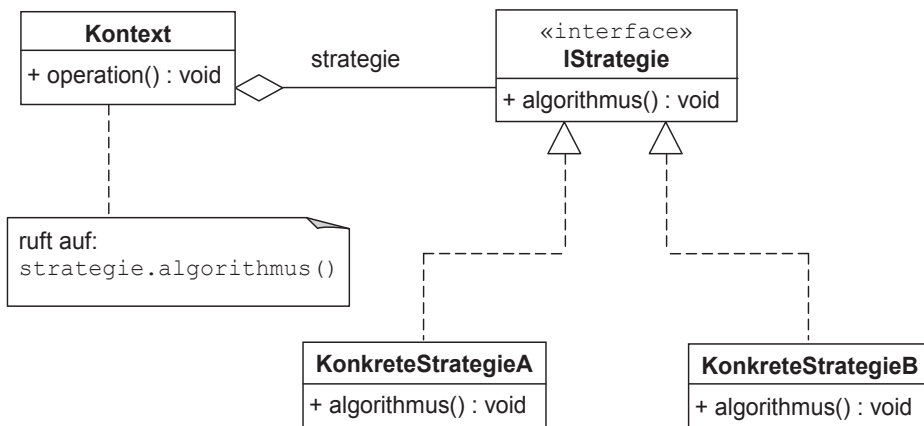 Kontext
+ operation() : void
strategie
«interface»
IStrategie
+ algorithmus() : void
ruft auf:
strategie.algorithmus()
KonkreteStrategieA
+ algorithmus() : void
KonkreteStrategieB
+ algorithmus() : void